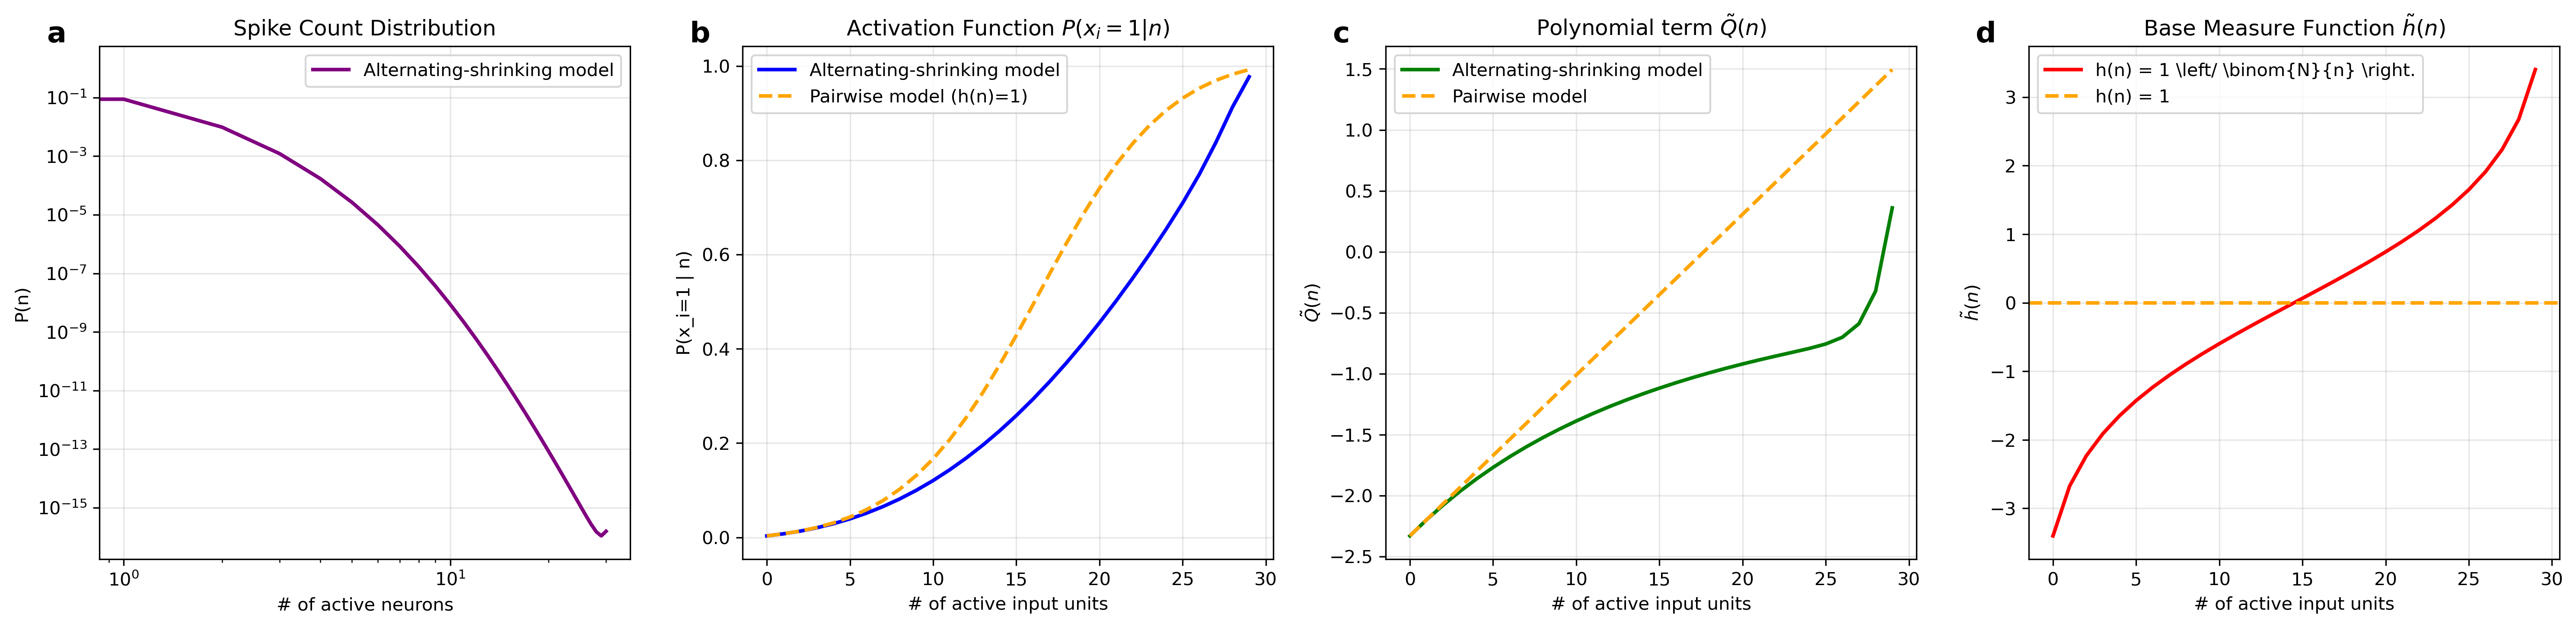 a
Spike Count Distribution
Alternating-shrinking model
P(n)
10⁻¹
10⁻³
10⁻⁵
10⁻⁷
10⁻⁹
10⁻¹¹
10⁻¹³
10⁻¹⁵
10⁰ 10¹
# of active neurons
b
Activation Function P(xᵢ = 1|n)
Alternating-shrinking model
Pairwise model (h(n)=1)
P(x_i=1 | n)
1.0
0.8
0.6
0.4
0.2
0.0
0 5 10 15 20 25 30
# of active input units
c
Polynomial term Q̃(n)
Alternating-shrinking model
Pairwise model
Q̃(n)
1.5
1.0
0.5
0.0
−0.5
−1.0
−1.5
−2.0
−2.5
0 5 10 15 20 25 30
# of active input units
d
Base Measure Function h̃(n)
h(n) = 1 \left/ \binom{N}{n} \right.
h(n) = 1
h̃(n)
3
2
1
0
−1
−2
−3
0 5 10 15 20 25 30
# of active input units